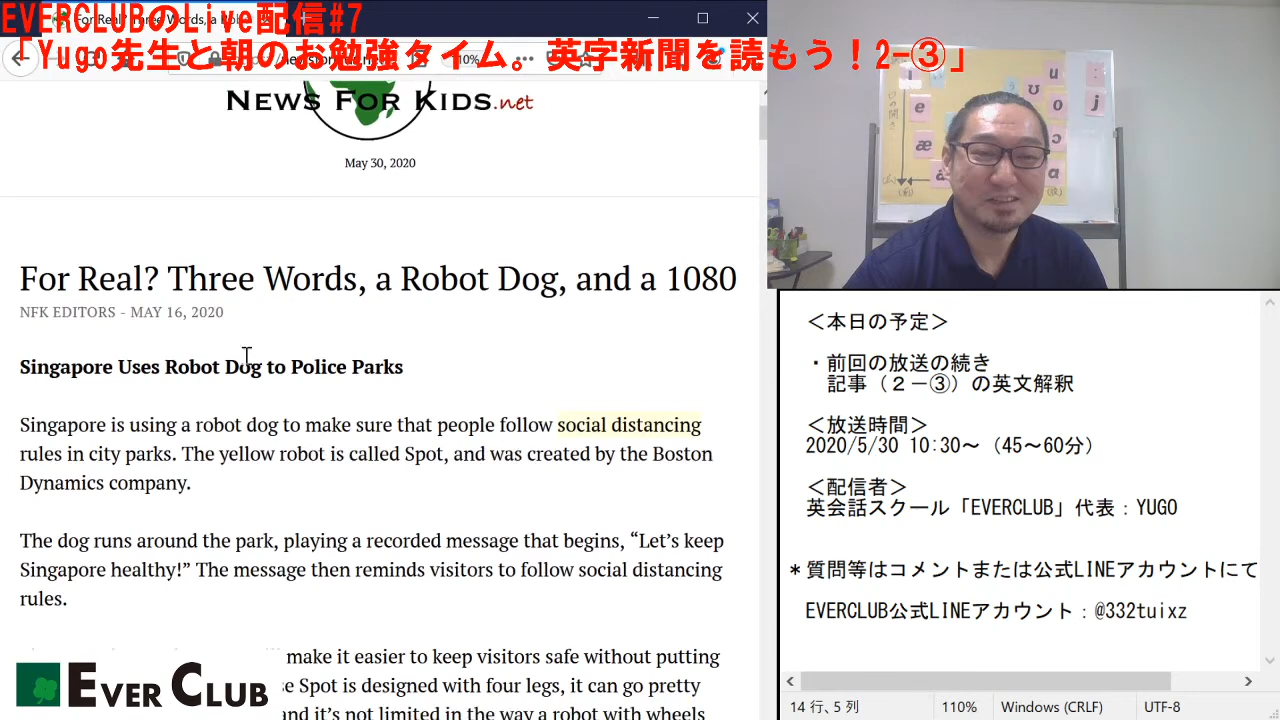 EVERCLUBのLive配信#7
「Yugo先生と朝のお勉強タイム。英字新聞を読もう！2-③」
NEWS FOR KIDS.net
May 30, 2020
For Real? Three Words, a Robot Dog, and a 1080
NFK EDITORS - MAY 16, 2020
Singapore Uses Robot Dog to Police Parks
Singapore is using a robot dog to make sure that people follow social distancing
rules in city parks. The yellow robot is called Spot, and was created by the Boston
Dynamics company.
The dog runs around the park, playing a recorded message that begins, “Let’s keep
Singapore healthy!” The message then reminds visitors to follow social distancing
rules.
make it easier to keep visitors safe without putting
se Spot is designed with four legs, it can go pretty
and it’s not limited in the way a robot with wheels
EVER CLUB
i
u
e
ʊ
o
j
æ
ɔ
a
口の開き
＜本日の予定＞
・前回の放送の続き
記事（２－③）の英文解釈
＜放送時間＞
2020/5/30 10:30～（45～60分）
＜配信者＞
英会話スクール「EVERCLUB」代表：YUGO
＊質問等はコメントまたは公式LINEアカウントにて
EVERCLUB公式LINEアカウント：@332tuixz
14 行、5 列
110%
Windows (CRLF)
UTF-8